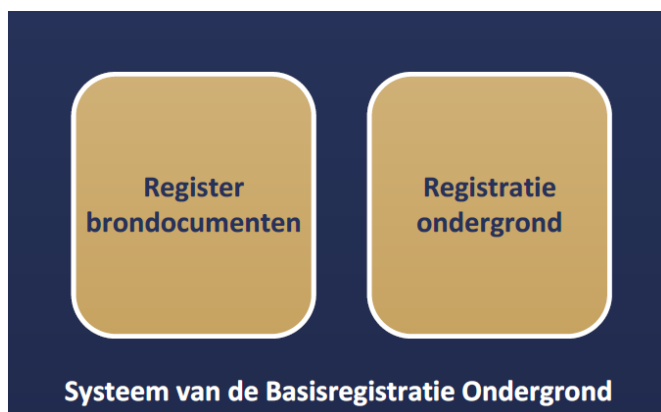 Register
brondocumenten
Registratie
ondergrond
Systeem van de Basisregistratie Ondergrond